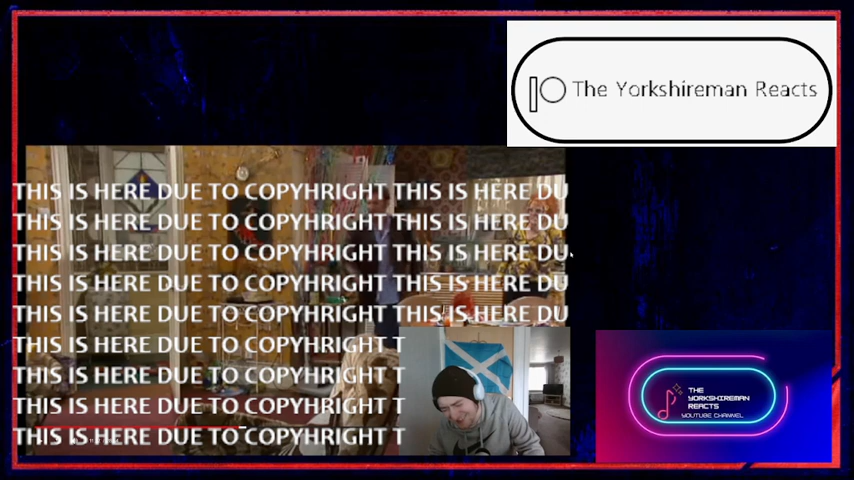 The Yorkshireman Reacts
THIS IS HERE DUE TO COPYHRIGHT THIS IS HERE DU
THIS IS HERE DUE TO COPYHRIGHT THIS IS HERE DU
THIS IS HERE DUE TO COPYHRIGHT THIS IS HERE DU
THIS IS HERE DUE TO COPYHRIGHT THIS IS HERE DU
THIS IS HERE DUE TO COPYHRIGHT THIS IS HERE DU
THIS IS HERE DUE TO COPYHRIGHT T
THIS IS HERE DUE TO COPYHRIGHT T
THIS IS HERE DUE TO COPYHRIGHT T
THIS IS HERE DUE TO COPYHRIGHT T
THE
YORKSHIREMAN
REACTS
YOUTUBE CHANNEL